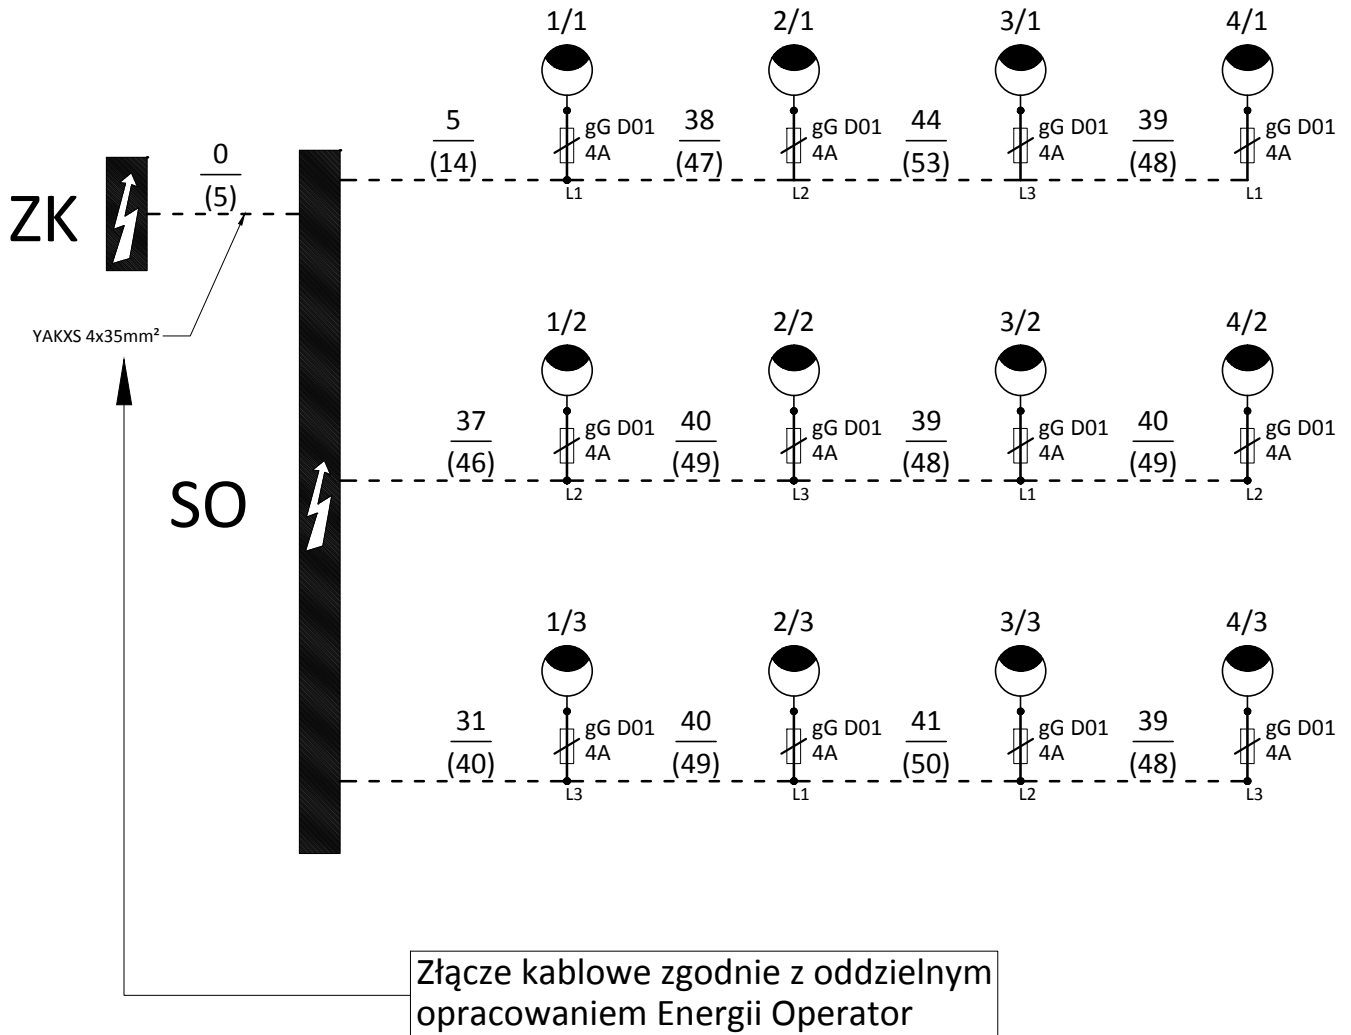 1/1
2/1
3/1
4/1
5
(14)
gG D01
4A
38
(47)
gG D01
4A
44
(53)
gG D01
4A
39
(48)
gG D01
4A
L1
L2
L3
L1
0
(5)
ZK
YAKXS 4x35mm²
1/2
2/2
3/2
4/2
37
(46)
gG D01
4A
40
(49)
gG D01
4A
39
(48)
gG D01
4A
40
(49)
gG D01
4A
L2
L3
L1
L2
SO
1/3
2/3
3/3
4/3
31
(40)
gG D01
4A
40
(49)
gG D01
4A
41
(50)
gG D01
4A
39
(48)
gG D01
4A
L3
L1
L2
L3
Złącze kablowe zgodnie z oddzielnym
opracowaniem Energii Operator